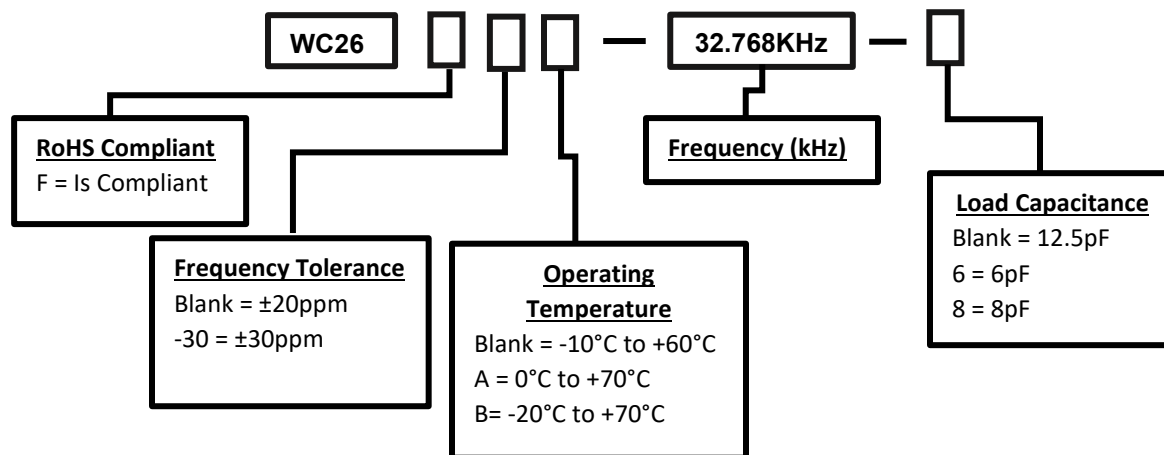 WC26
32.768KHz
RoHS Compliant
F = Is Compliant
Frequency Tolerance
Blank = ±20ppm
-30 = ±30ppm
Operating
Temperature
Blank = -10°C to +60°C
A = 0°C to +70°C
B= -20°C to +70°C
Frequency (kHz)
Load Capacitance
Blank = 12.5pF
6 = 6pF
8 = 8pF